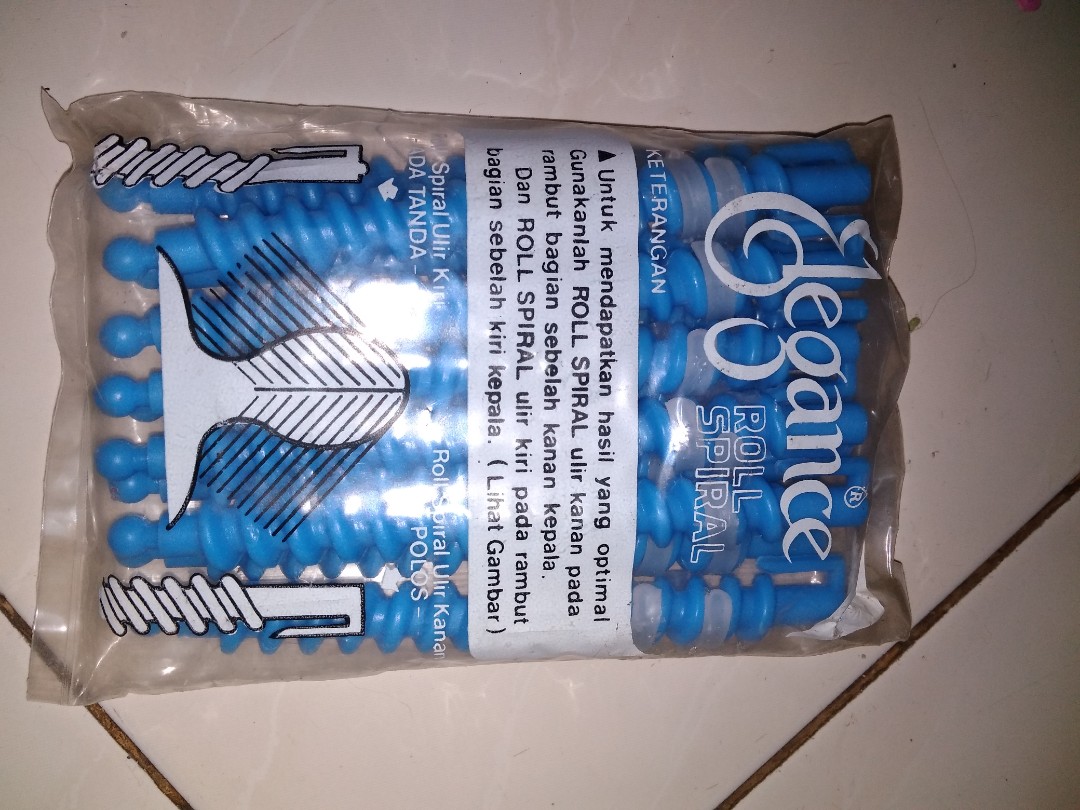 Elegance ®
ROLL
SPIRAL
KETERANGAN
▲ Untuk mendapatkan hasil yang optimal
Gunakanlah ROLL SPIRAL ulir kanan pada
rambut bagian sebelah kanan kepala.
Dan ROLL SPIRAL ulir kiri pada rambut
bagian sebelah kiri kepala. ( Lihat Gambar )
Spiral Ulir Kiri
TANDA –
Roll Spiral Ulir Kanan
POLOS –